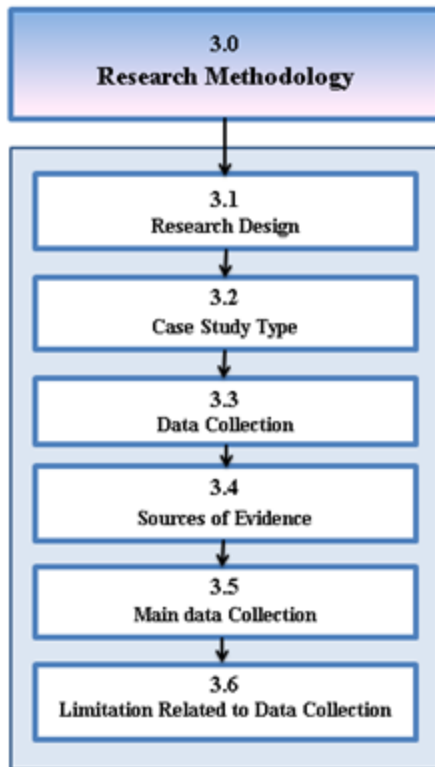 3.0
Research Methodology
3.1
Research Design
3.2
Case Study Type
3.3
Data Collection
3.4
Sources of Evidence
3.5
Main data Collection
3.6
Limitation Related to Data Collection